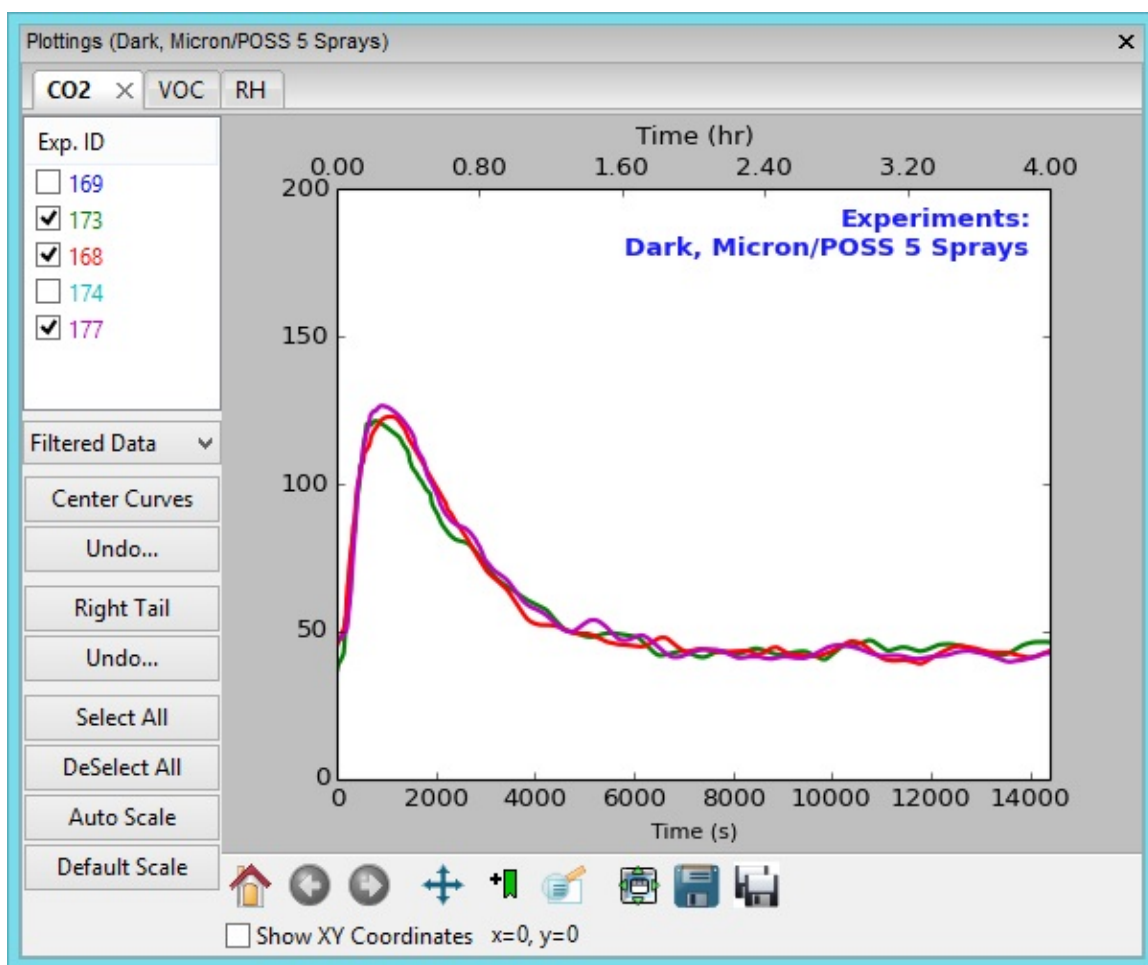 Plottings (Dark, Micron/POSS 5 Sprays)
CO2 VOC RH
Exp. ID
169
173
168
174
177
Filtered Data
Center Curves
Undo...
Right Tail
Undo...
Select All
DeSelect All
Auto Scale
Default Scale
Time (hr)
0.00 0.80 1.60 2.40 3.20 4.00
Experiments:
Dark, Micron/POSS 5 Sprays
200
150
100
50
0
0 2000 4000 6000 8000 10000 12000 14000
Time (s)
Show XY Coordinates x=0, y=0